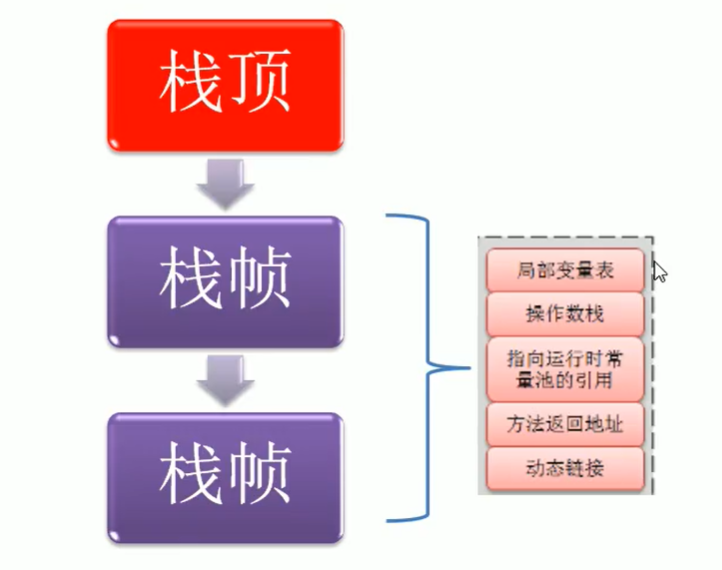 栈顶
栈帧
栈帧
局部变量表
操作数栈
指向运行时常
量池的引用
方法返回地址
动态链接